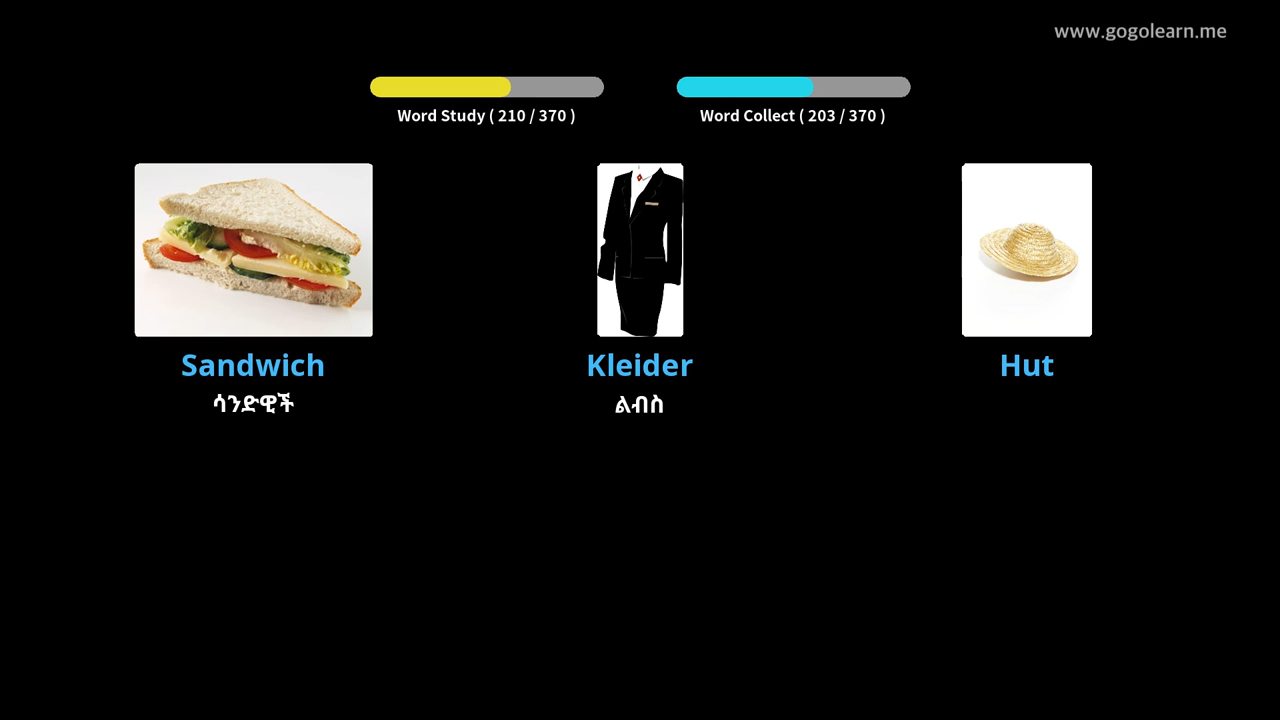 www.gogolearn.me
Word Study ( 210 / 370 )
Word Collect ( 203 / 370 )
Sandwich
ሳንድዊች
Kleider
ልብስ
Hut